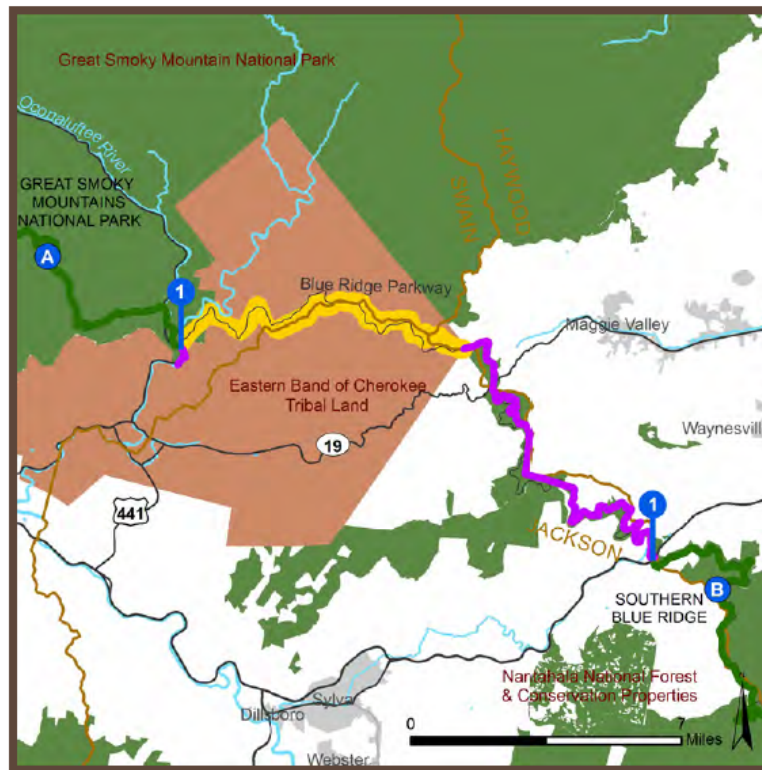 Great Smoky Mountain National Park
Oconaluftee River
GREAT SMOKY
MOUNTAINS
NATIONAL PARK
A
1
HAYWOOD
SWAIN
Blue Ridge Parkway
Maggie Valley
Eastern Band of Cherokee
Tribal Land
19
Waynesvill
441
1
JACKSON
B
SOUTHERN
BLUE RIDGE
Nantahala National Forest
& Conservation Properties
Sylva
Dillsboro
Webster
0
7
Miles